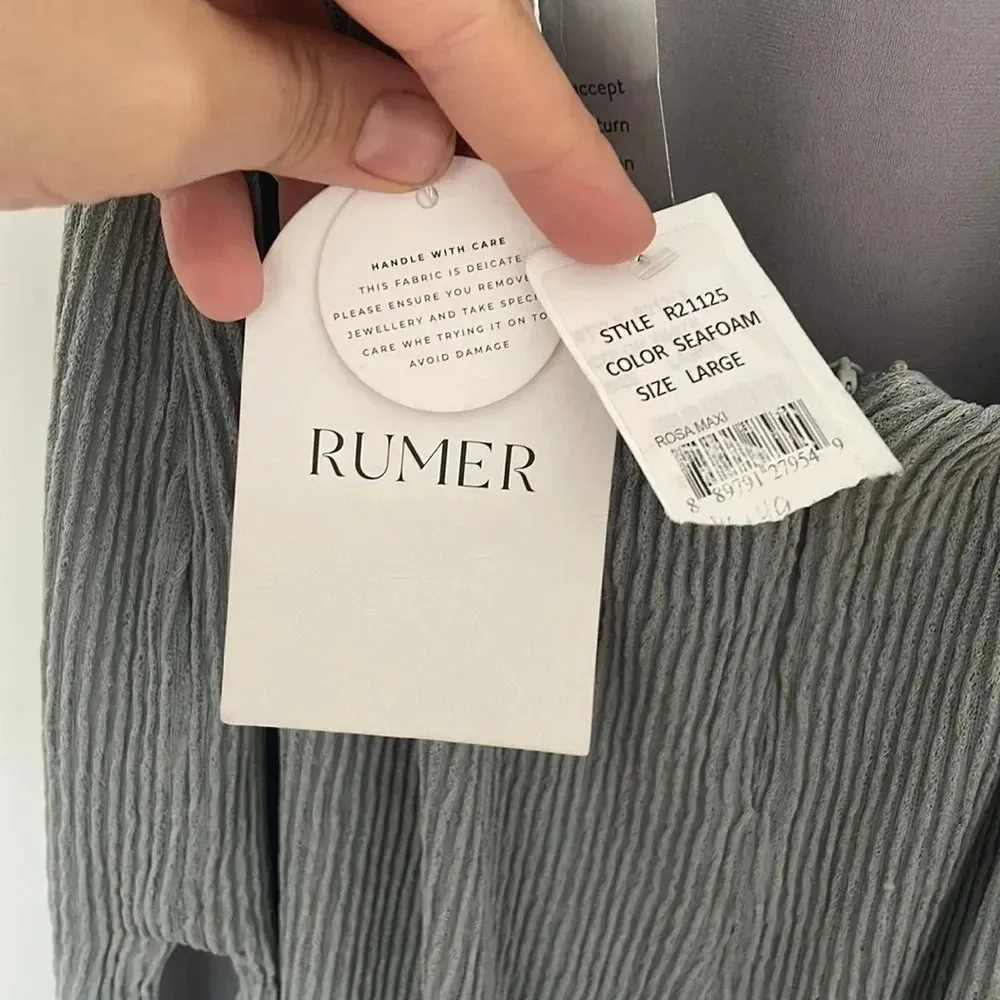 accept
turn
on
HANDLE WITH CARE
THIS FABRIC IS DEICATE
PLEASE ENSURE YOU REMOVE
JEWELLERY AND TAKE SPECI
CARE WHE TRYING IT ON TO
AVOID DAMAGE
RUMER
STYLE R21125
COLOR SEAFOAM
SIZE LARGE
ROSA MAXI
8 89791 27954 9